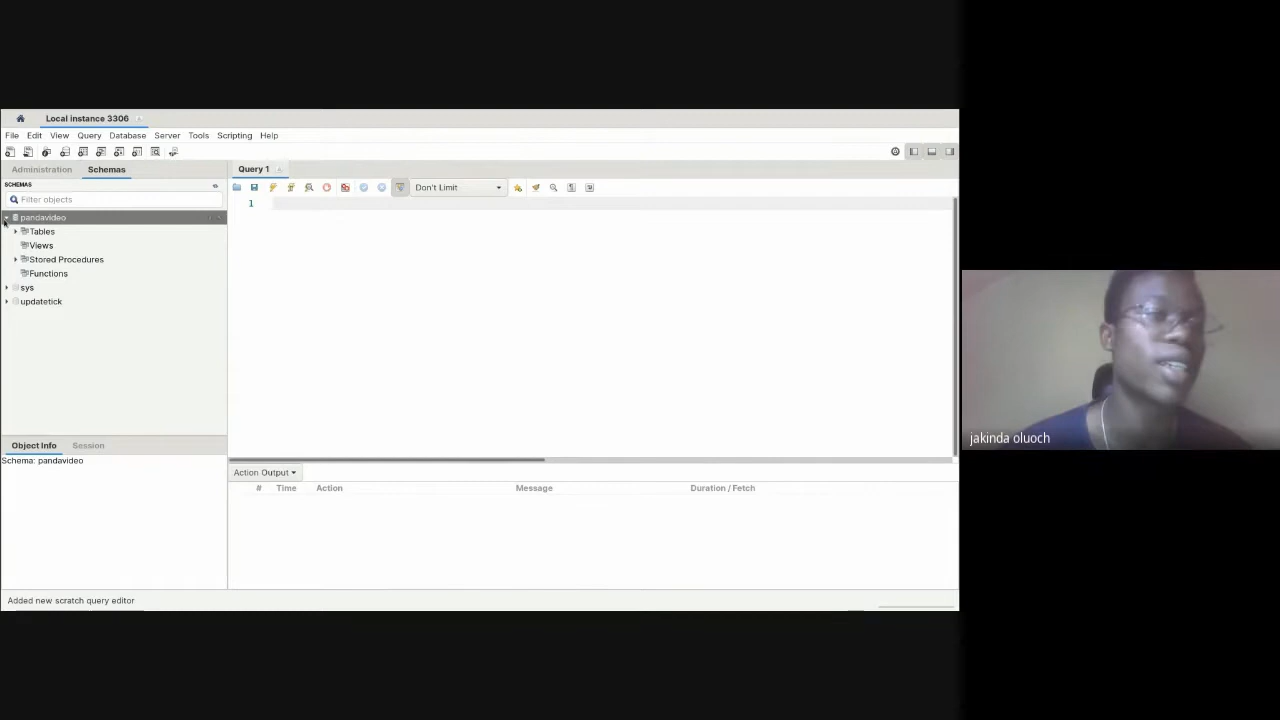 Local instance 3306
File Edit View Query Database Server Tools Scripting Help
Administration Schemas
SCHEMAS
Filter objects
pandavideo
Tables
Views
Stored Procedures
Functions
sys
updatetick
Object Info Session
Schema: pandavideo
Query 1
Don't Limit
1
Action Output
# Time Action Message Duration / Fetch
Added new scratch query editor
jakinda oluoch